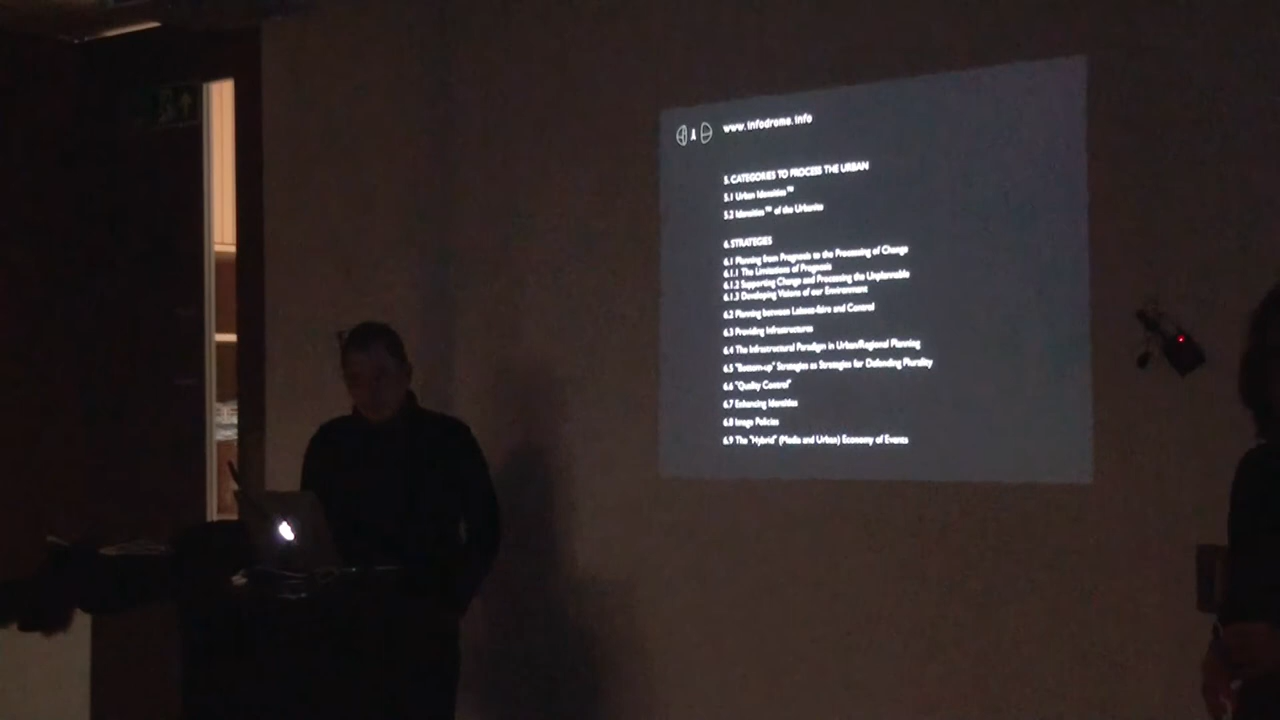 A
www.infodrome.info
5. CATEGORIES TO PROCESS THE URBAN
5.1 Urban Identities™
5.2 Identities™ of the Urbanite
6. STRATEGIES
6.1 Planning from Prognosis to the Processing of Change
6.1.1 The Limitations of Prognosis
6.1.2 Supporting Change and Processing the Unplannable
6.1.3 Developing Visions of our Environment
6.2 Planning between Laissez-faire and Control
6.3 Providing Infrastructures
6.4 The Infrastructural Paradigm in Urban/Regional Planning
6.5 "Bottom-up" Strategies as Strategies for Defending Plurality
6.6 "Quality Control"
6.7 Enhancing Identities
6.8 Image Policies
6.9 The "Hybrid" (Media and Urban) Economy of Events